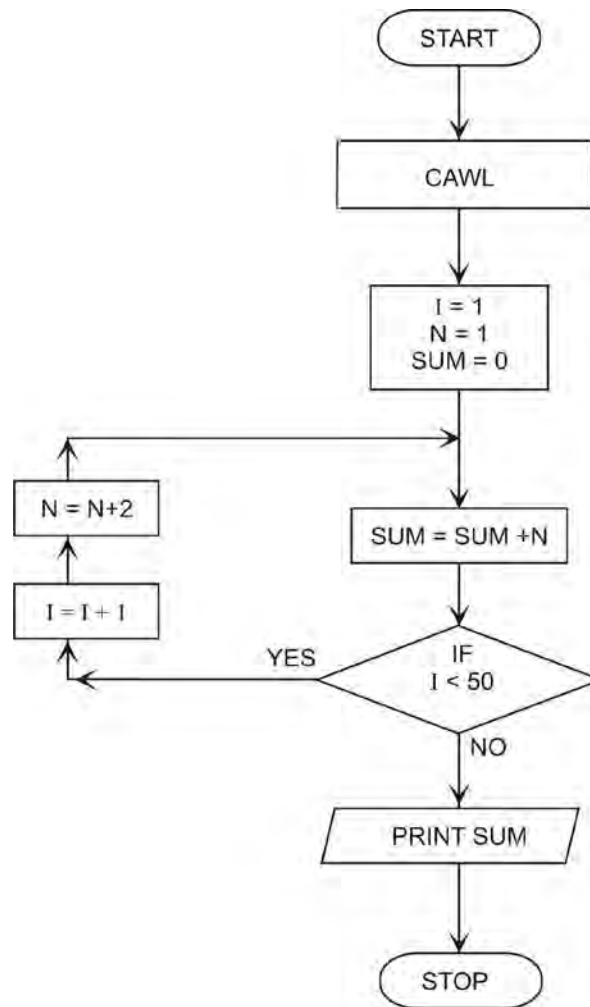 START
CAWL
I = 1
N = 1
SUM = 0
N = N+2
SUM = SUM +N
I = I + 1
YES
IF
I < 50
NO
PRINT SUM
STOP